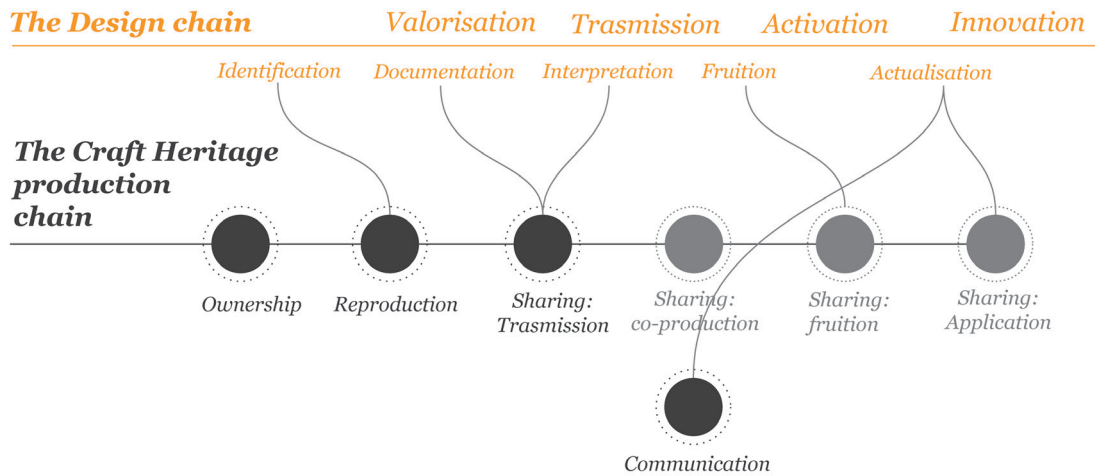 The Design chain Valorisation Trasmission Activation Innovation
Identification Documentation Interpretation Fruition Actualisation
The Craft Heritage
production
chain
Ownership Reproduction Sharing: Sharing: Sharing: Sharing:
Trasmission co-production fruition Application
Communication